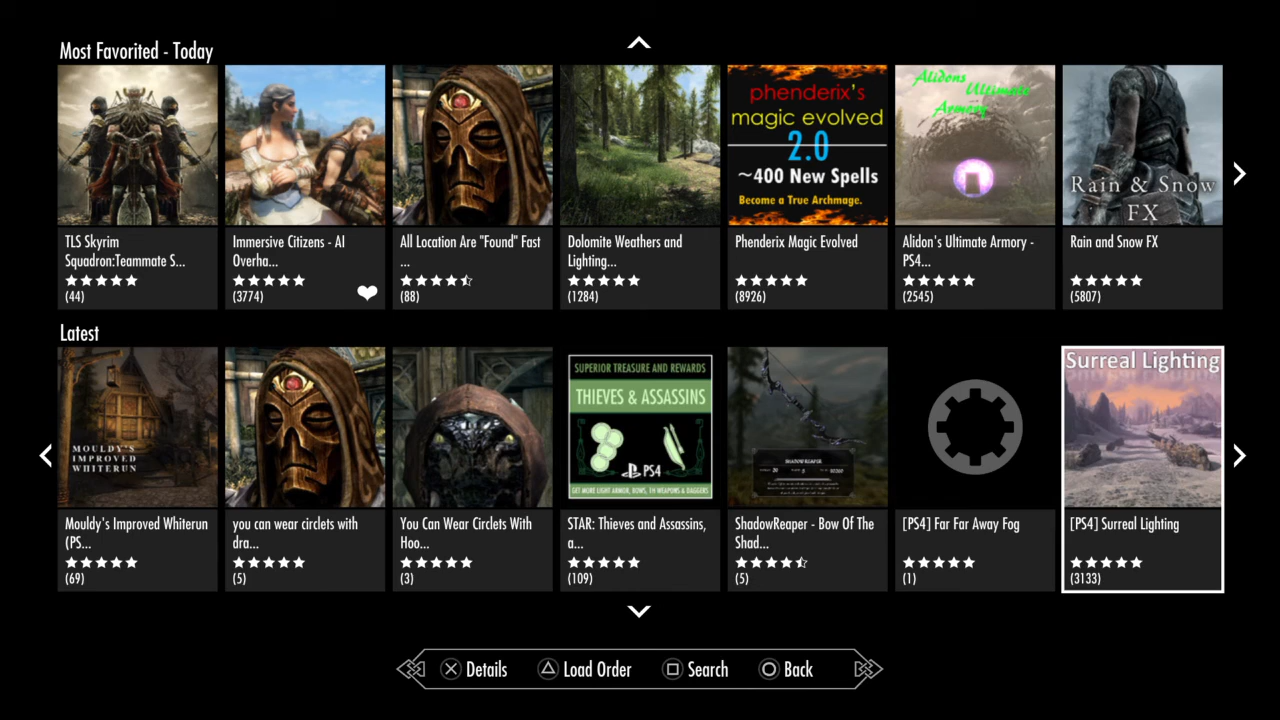 Most Favorited - Today
phenderix's
magic evolved
2.0
~400 New Spells
Become a True Archmage.
Alidons
Ultimate
Armory
Rain & Snow
FX
TLS Skyrim
Squadron:Teammate S...
(44)
Immersive Citizens - AI
Overha...
(3774)
All Location Are "Found" Fast
...
(88)
Dolomite Weathers and
Lighting...
(1284)
Phenderix Magic Evolved
(8926)
Alidon's Ultimate Armory -
PS4...
(2545)
Rain and Snow FX
(5807)
Latest
MOULDY'S
IMPROVED
WHITERUN
SUPERIOR TREASURE AND REWARDS
THIEVES & ASSASSINS
PS4
GET MORE LIGHT ARMOR, BOWS, 1H WEAPONS & DAGGERS
SHADOW REAPER
Surreal Lighting
Mouldy's Improved Whiterun
(PS...
(69)
you can wear circlets with
dra...
(5)
You Can Wear Circlets With
Hoo...
(3)
STAR: Thieves and Assassins,
a...
(109)
ShadowReaper - Bow Of The
Shad...
(5)
[PS4] Far Far Away Fog
(1)
[PS4] Surreal Lighting
(3133)
Details
Load Order
Search
Back